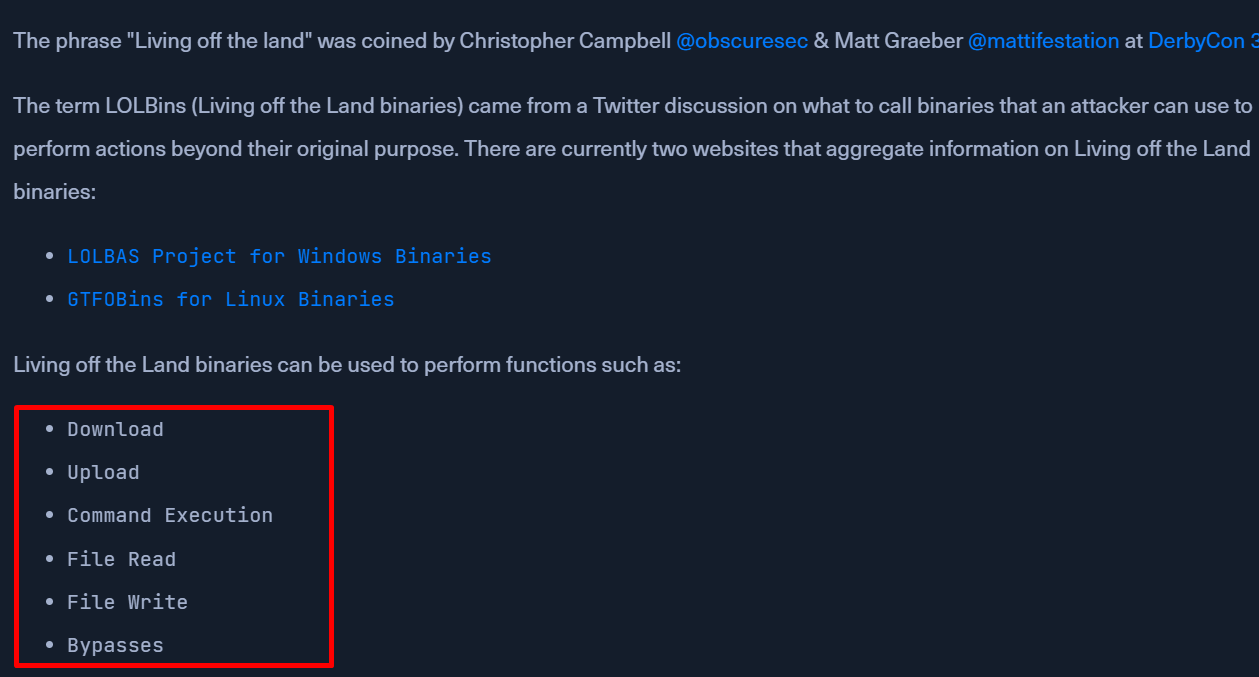 The phrase "Living off the land" was coined by Christopher Campbell @obscuresec & Matt Graeber @mattifestation at DerbyCon 3
The term LOLBins (Living off the Land binaries) came from a Twitter discussion on what to call binaries that an attacker can use to
perform actions beyond their original purpose. There are currently two websites that aggregate information on Living off the Land
binaries:
• LOLBAS Project for Windows Binaries
• GTFOBins for Linux Binaries
Living off the Land binaries can be used to perform functions such as:
• Download
• Upload
• Command Execution
• File Read
• File Write
• Bypasses